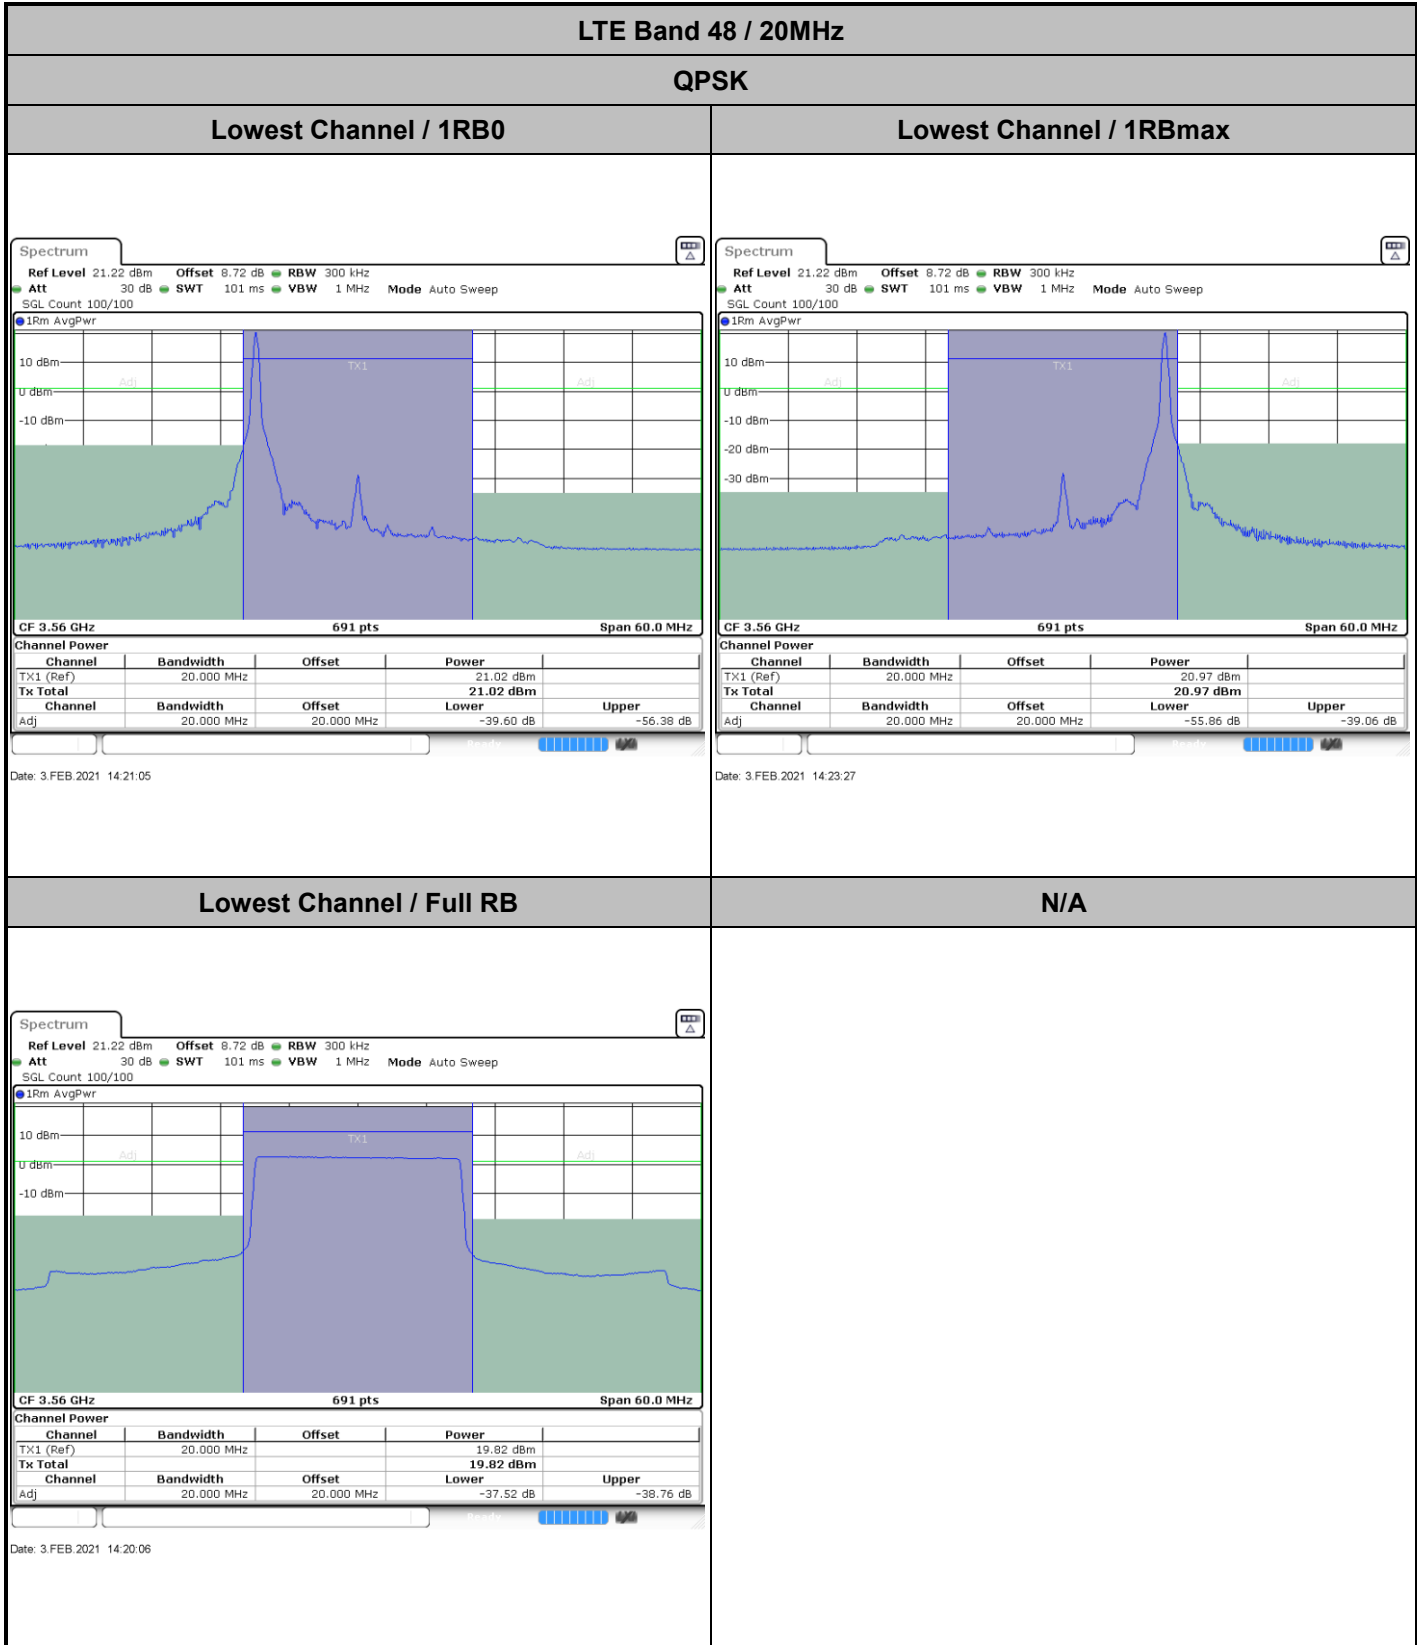 LTE Band 48 / 20MHz
QPSK
Lowest Channel / 1RB0
Lowest Channel / 1RBmax
Spectrum
Ref Level 21.22 dBm Offset 8.72 dB RBW 300 kHz
Att 30 dB SWT 101 ms VBW 1 MHz Mode Auto Sweep
SGL Count 100/100
1Rm AvgPwr
10 dBm
TX1
Adj
Adj
0 dBm
-10 dBm
CF 3.56 GHz 691 pts Span 60.0 MHz
Channel Power
Channel Bandwidth Offset Power
TX1 (Ref) 20.000 MHz 21.02 dBm
Tx Total 21.02 dBm
Channel Bandwidth Offset Lower Upper
Adj 20.000 MHz 20.000 MHz -39.60 dB -56.38 dB
Ready
Date: 3.FEB.2021 14:21:05
Spectrum
Ref Level 21.22 dBm Offset 8.72 dB RBW 300 kHz
Att 30 dB SWT 101 ms VBW 1 MHz Mode Auto Sweep
SGL Count 100/100
1Rm AvgPwr
10 dBm
TX1
Adj
Adj
0 dBm
-10 dBm
-20 dBm
-30 dBm
CF 3.56 GHz 691 pts Span 60.0 MHz
Channel Power
Channel Bandwidth Offset Power
TX1 (Ref) 20.000 MHz 20.97 dBm
Tx Total 20.97 dBm
Channel Bandwidth Offset Lower Upper
Adj 20.000 MHz 20.000 MHz -55.86 dB -39.06 dB
Ready
Date: 3.FEB.2021 14:23:27
Lowest Channel / Full RB
N/A
Spectrum
Ref Level 21.22 dBm Offset 8.72 dB RBW 300 kHz
Att 30 dB SWT 101 ms VBW 1 MHz Mode Auto Sweep
SGL Count 100/100
1Rm AvgPwr
10 dBm
TX1
Adj
Adj
0 dBm
-10 dBm
CF 3.56 GHz 691 pts Span 60.0 MHz
Channel Power
Channel Bandwidth Offset Power
TX1 (Ref) 20.000 MHz 19.82 dBm
Tx Total 19.82 dBm
Channel Bandwidth Offset Lower Upper
Adj 20.000 MHz 20.000 MHz -37.52 dB -38.76 dB
Ready
Date: 3.FEB.2021 14:20:06